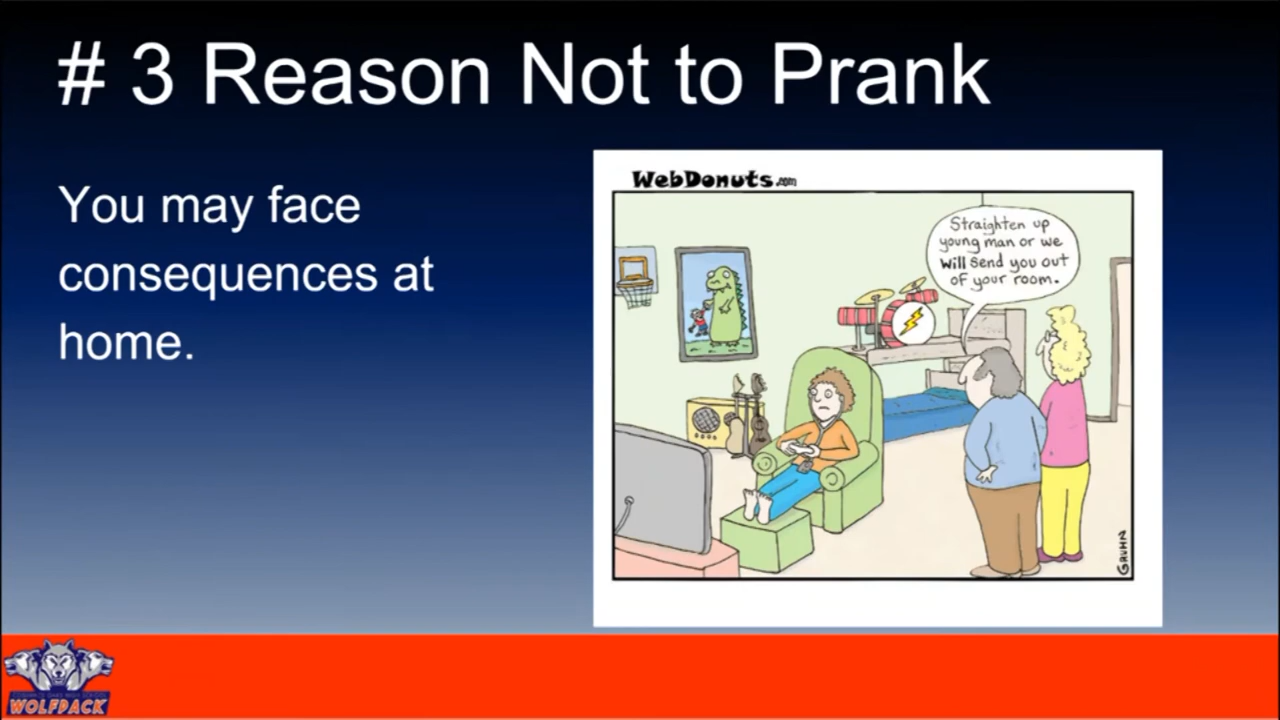 # 3 Reason Not to Prank
You may face
consequences at
home.
WebDonuts.com
Straighten up
young man or we
will send you out
of your room.
GRUHN
WOLFPACK